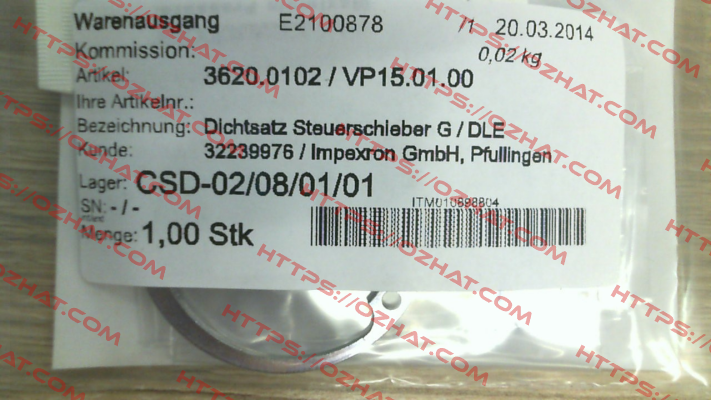 Warenausgang E2100878 /1 20.03.2014
Kommission: 0,02 kg
Artikel: 3620.0102 / VP15.01.00
Ihre Artikelnr.:
Bezeichnung: Dichtsatz Steuerschieber G / DLE
Kunde: 32239976 / Impexron GmbH, Pfullingen
Lager: CSD-02/08/01/01
SN: - / -
ITM010698804
Menge: 1,00 Stk
HTTPS://OZHAT.COM